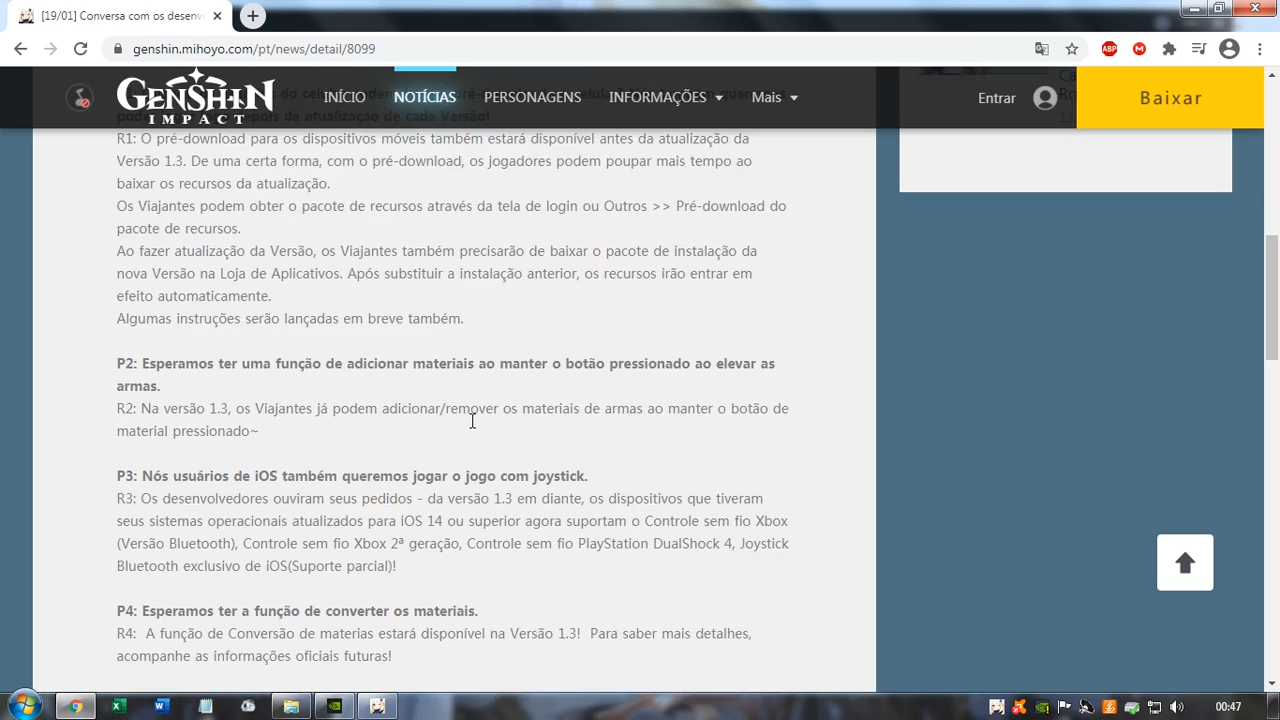 [19/01] Conversa com os desenv
genshin.mihoyo.com/pt/news/detail/8099
ABP
GENSHIN
IMPACT
INÍCIO
NOTÍCIAS
PERSONAGENS
INFORMAÇÕES
Mais
Entrar
Baixar
depois da atualização de cada Versão!
R1: O pré-download para os dispositivos móveis também estará disponível antes da atualização da
Versão 1.3. De uma certa forma, com o pré-download, os jogadores podem poupar mais tempo ao
baixar os recursos da atualização.
Os Viajantes podem obter o pacote de recursos através da tela de login ou Outros >> Pré-download do
pacote de recursos.
Ao fazer atualização da Versão, os Viajantes também precisarão de baixar o pacote de instalação da
nova Versão na Loja de Aplicativos. Após substituir a instalação anterior, os recursos irão entrar em
efeito automaticamente.
Algumas instruções serão lançadas em breve também.
P2: Esperamos ter uma função de adicionar materiais ao manter o botão pressionado ao elevar as
armas.
R2: Na versão 1.3, os Viajantes já podem adicionar/remover os materiais de armas ao manter o botão de
material pressionado~
P3: Nós usuários de iOS também queremos jogar o jogo com joystick.
R3: Os desenvolvedores ouviram seus pedidos - da versão 1.3 em diante, os dispositivos que tiveram
seus sistemas operacionais atualizados para iOS 14 ou superior agora suportam o Controle sem fio Xbox
(Versão Bluetooth), Controle sem fio Xbox 2ª geração, Controle sem fio PlayStation DualShock 4, Joystick
Bluetooth exclusivo de iOS(Suporte parcial)!
P4: Esperamos ter a função de converter os materiais.
R4:  A função de Conversão de materias estará disponível na Versão 1.3!  Para saber mais detalhes,
acompanhe as informações oficiais futuras!
00:47